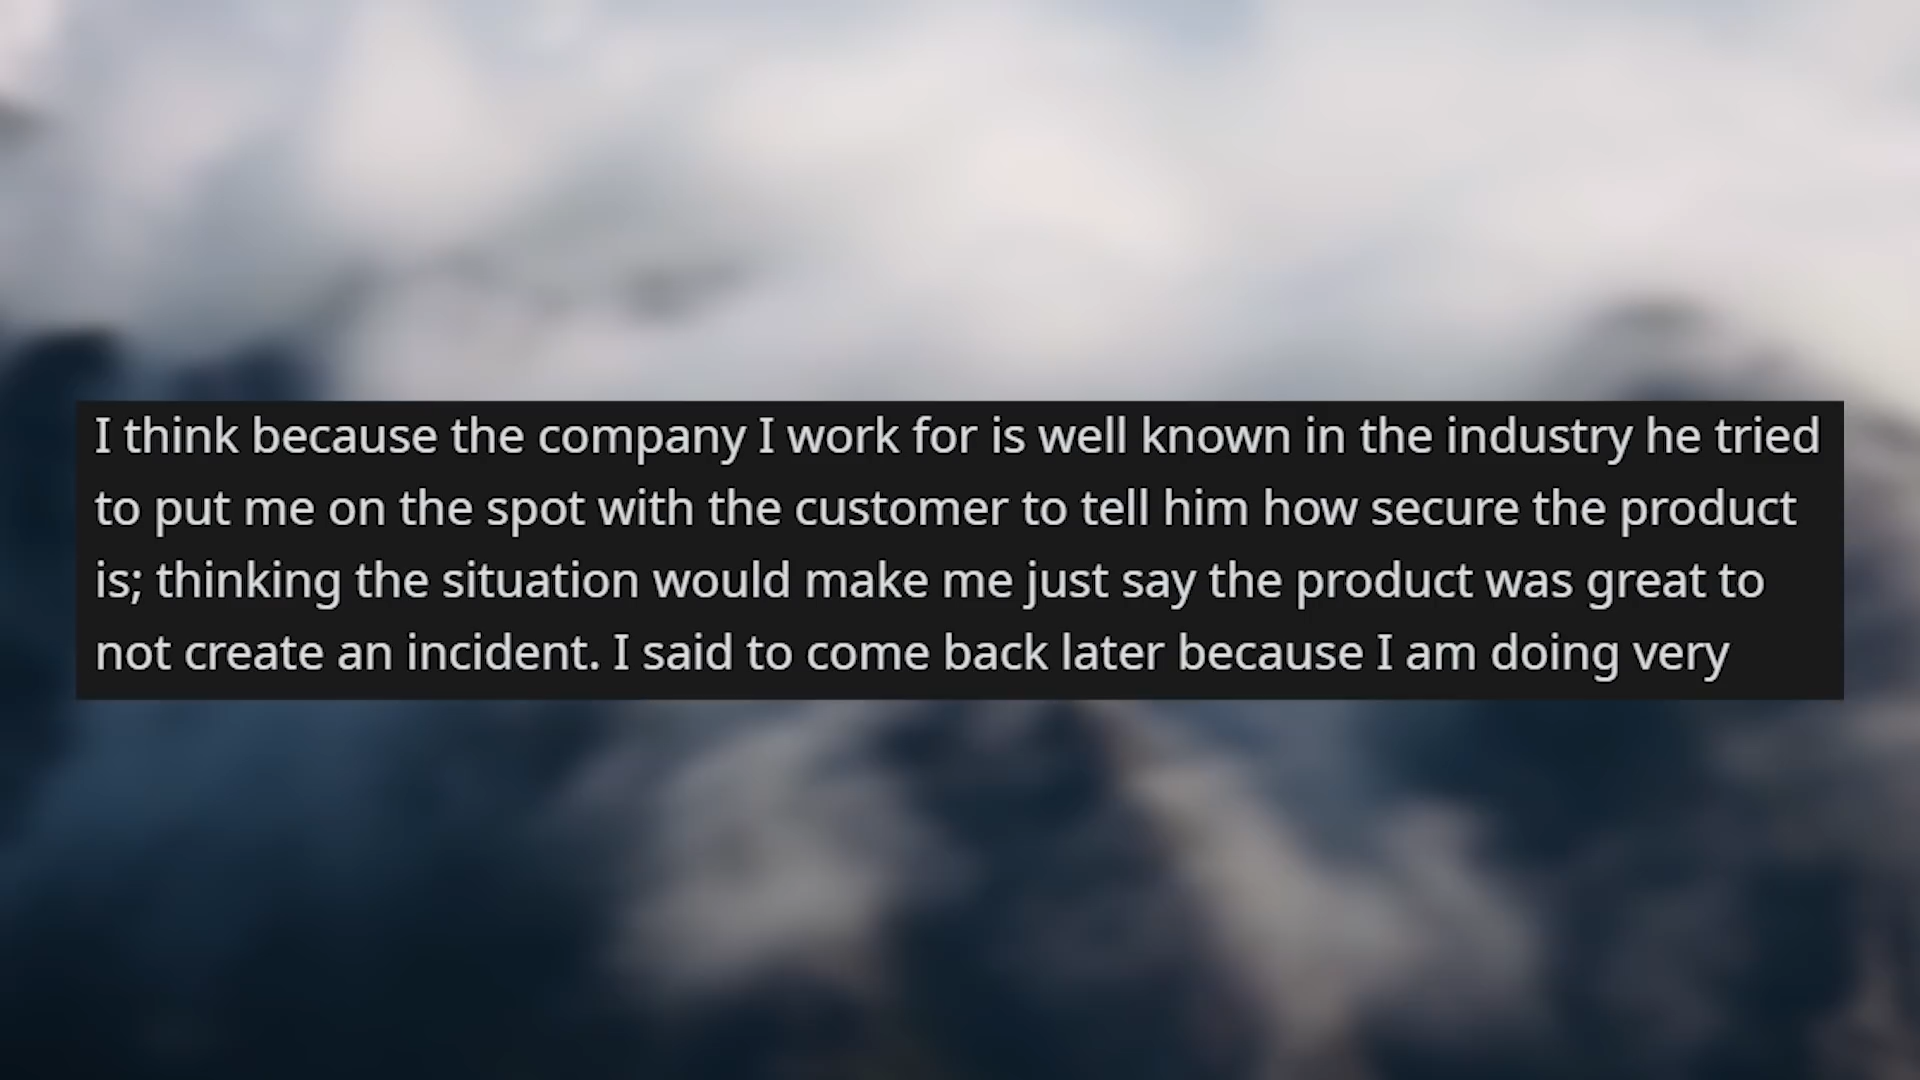 I think because the company I work for is well known in the industry he tried
to put me on the spot with the customer to tell him how secure the product
is; thinking the situation would make me just say the product was great to
not create an incident. I said to come back later because I am doing very